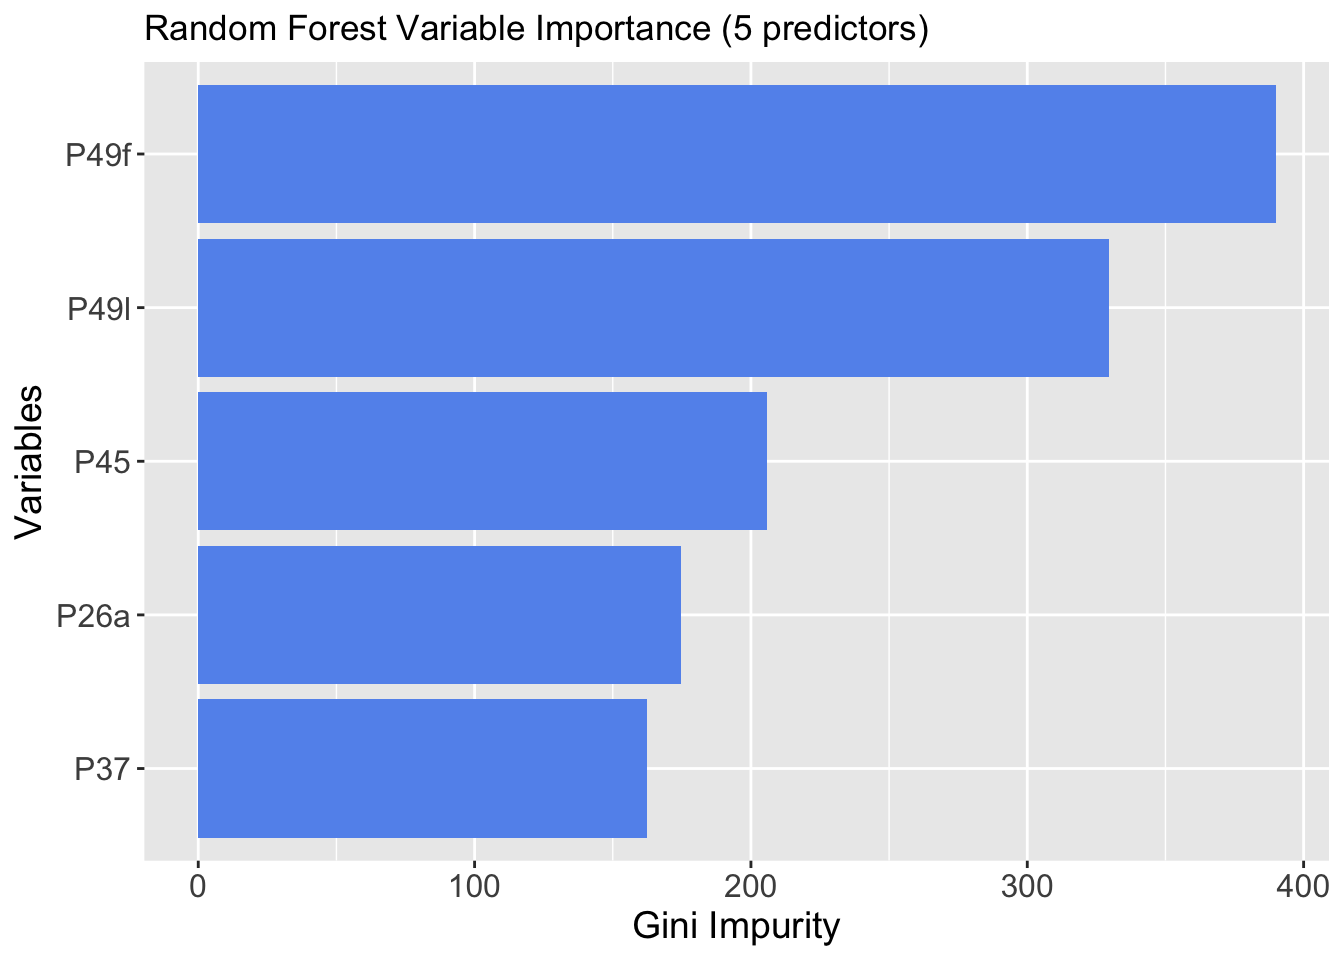 Random Forest Variable Importance (5 predictors)
P49f
P49l
P45
P26a
P37
Variables
0 100 200 300 400
Gini Impurity